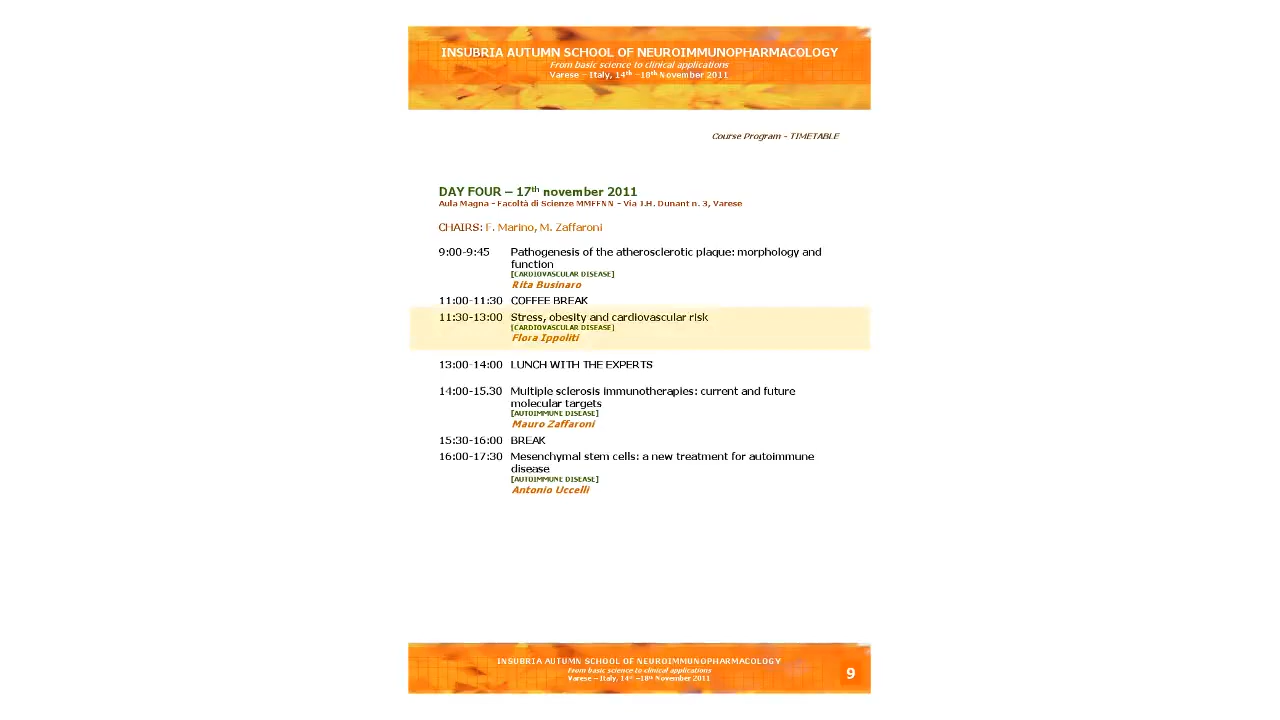 INSUBRIA AUTUMN SCHOOL OF NEUROIMMUNOPHARMACOLOGY
From basic science to clinical applications
Varese – Italy, 14th –18th November 2011
Course Program - TIMETABLE
DAY FOUR – 17th november 2011
Aula Magna - Facoltà di Scienze MMFFNN – Via J.H. Dunant n. 3, Varese
CHAIRS: F. Marino, M. Zaffaroni
9:00-9:45 Pathogenesis of the atherosclerotic plaque: morphology and
function
[CARDIOVASCULAR DISEASE]
Rita Businaro
11:00-11:30 COFFEE BREAK
11:30-13:00 Stress, obesity and cardiovascular risk
[CARDIOVASCULAR DISEASE]
Flora Ippoliti
13:00-14:00 LUNCH WITH THE EXPERTS
14:00-15.30 Multiple sclerosis immunotherapies: current and future
molecular targets
[AUTOIMMUNE DISEASE]
Mauro Zaffaroni
15:30-16:00 BREAK
16:00-17:30 Mesenchymal stem cells: a new treatment for autoimmune
disease
[AUTOIMMUNE DISEASE]
Antonio Uccelli
INSUBRIA AUTUMN SCHOOL OF NEUROIMMUNOPHARMACOLOGY
From basic science to clinical applications
Varese – Italy, 14th –18th November 2011
9